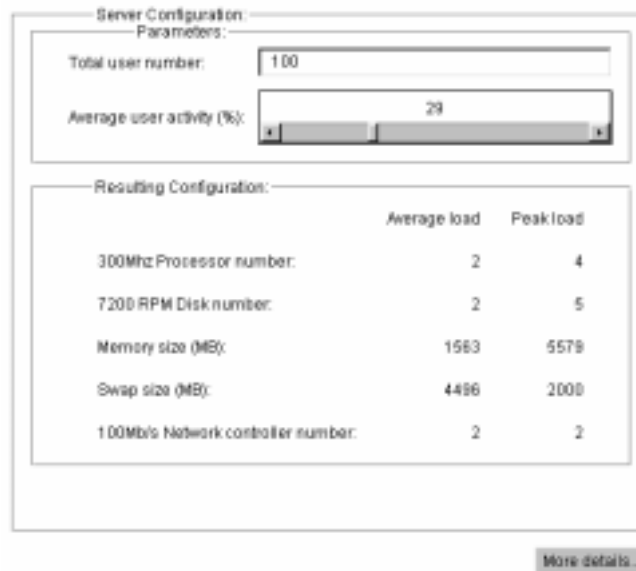 Server Configuration:
Parameters:
Total user number: 100
Average user activity (%): 29
Resulting Configuration:
Average load Peak load
300Mhz Processor number: 2 4
7200 RPM Disk number: 2 5
Memory size (MB): 1563 5579
Swap size (MB): 4496 2000
100Mb/s Network controller number: 2 2
More details...